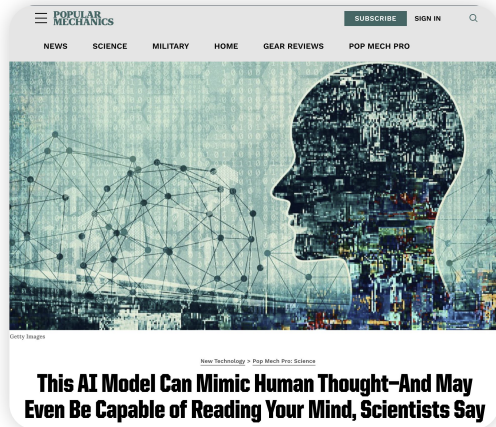 POPULAR
MECHANICS
SUBSCRIBE
SIGN IN
NEWS
SCIENCE
MILITARY
HOME
GEAR REVIEWS
POP MECH PRO
Getty Images
New Technology > Pop Mech Pro: Science
This AI Model Can Mimic Human Thought—And May
Even Be Capable of Reading Your Mind, Scientists Say